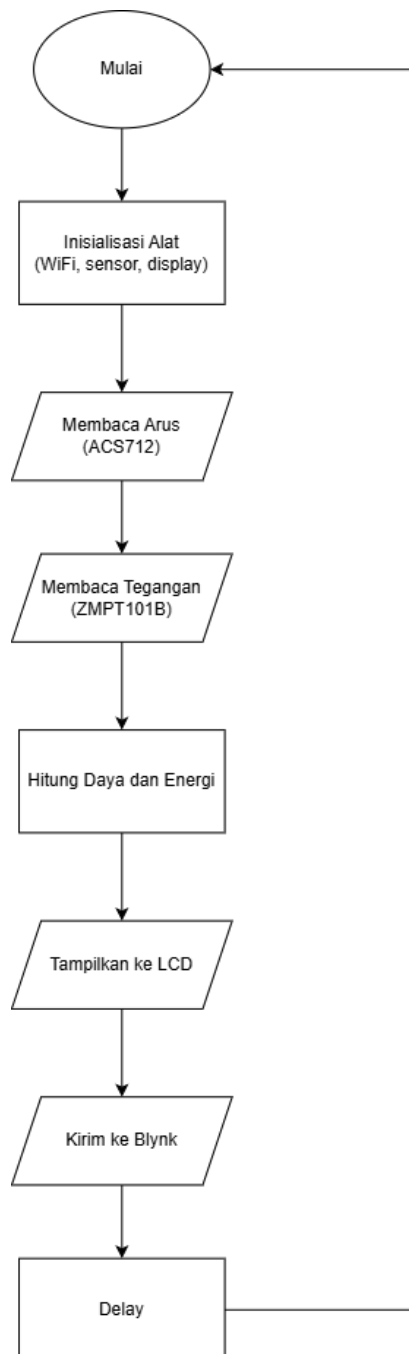 Mulai
Inisialisasi Alat
(WiFi, sensor, display)
Membaca Arus
(ACS712)
Membaca Tegangan
(ZMPT101B)
Hitung Daya dan Energi
Tampilkan ke LCD
Kirim ke Blynk
Delay